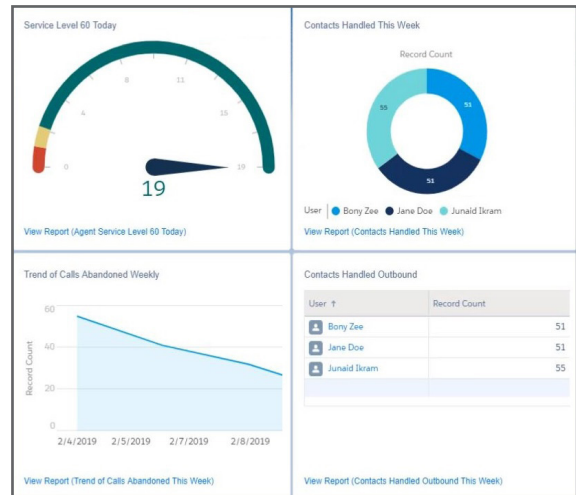 Service Level 60 Today
0
4
8
11
15
19
19
View Report (Agent Service Level 60 Today)
Contacts Handled This Week
Record Count
55
51
51
User Bony Zee Jane Doe Junaid Ikram
View Report (Contacts Handled This Week)
Trend of Calls Abandoned Weekly
60
40
20
0
Record Count
2/4/2019 2/5/2019 2/7/2019 2/8/2019
View Report (Trend of Calls Abandoned This Week)
Contacts Handled Outbound
User ↑ Record Count
Bony Zee 51
Jane Doe 51
Junaid Ikram 55
View Report (Contacts Handled Outbound This Week)